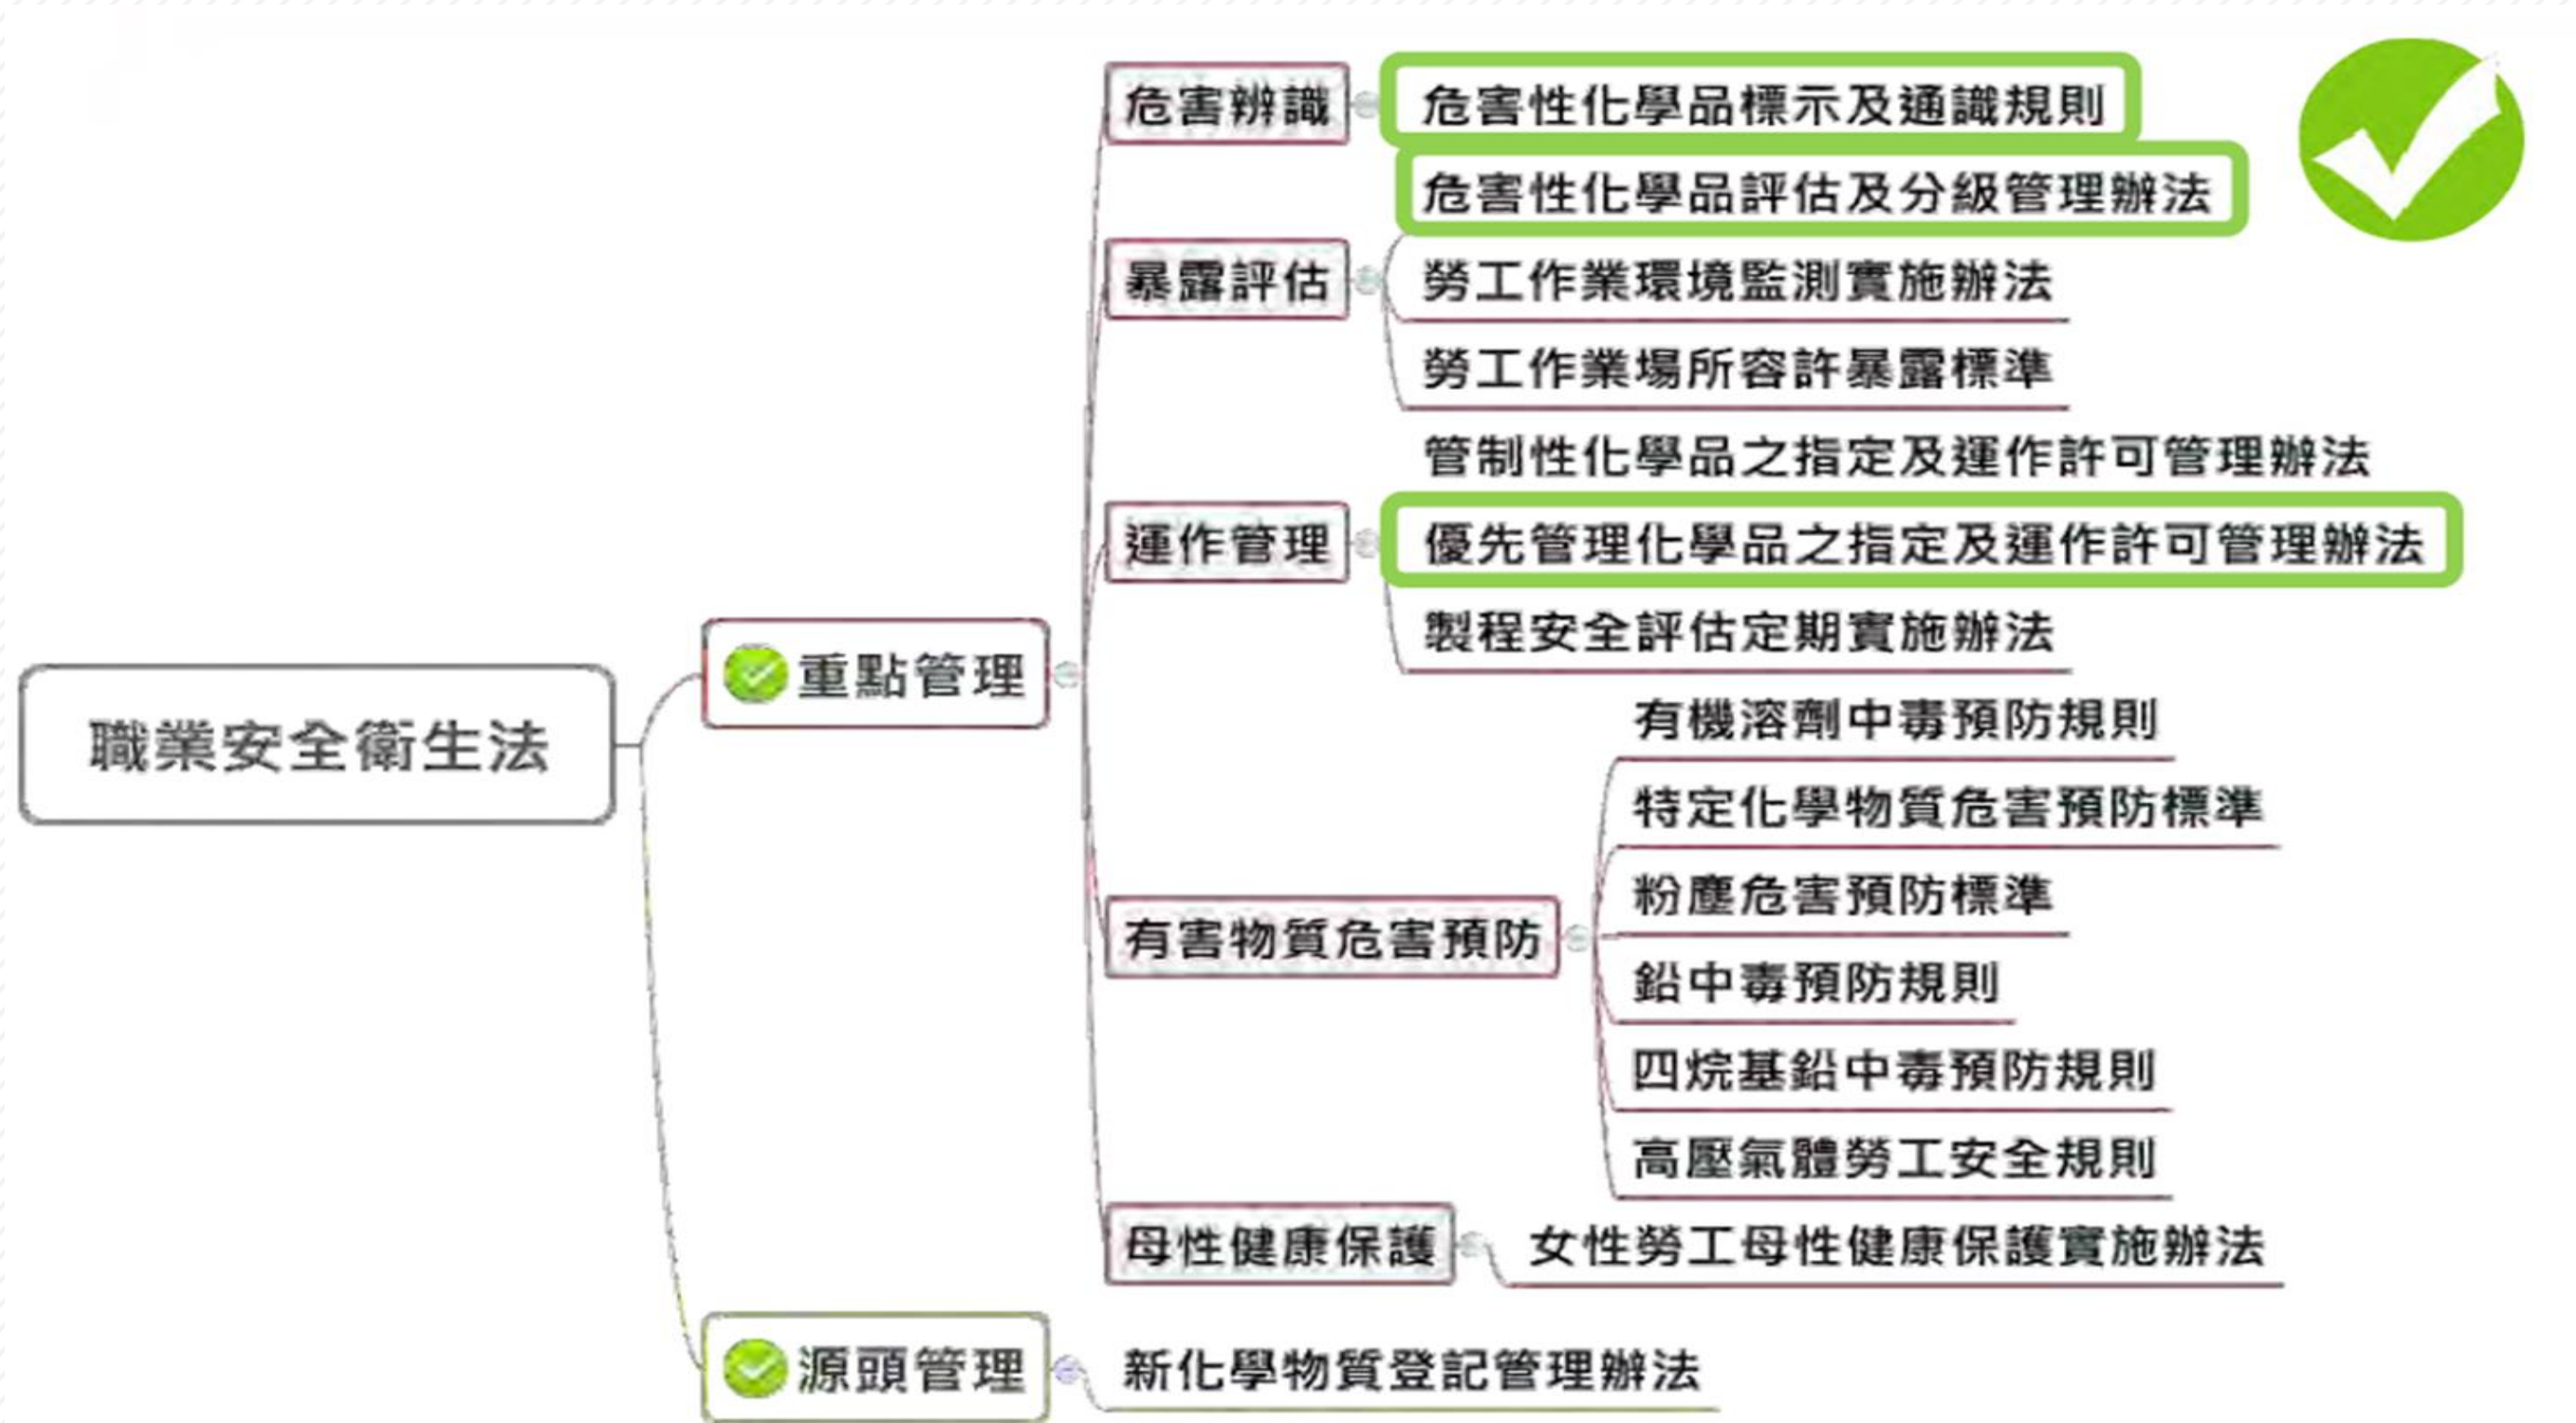 職業安全衛生法
重點管理
危害辨識
危害性化學品標示及通識規則
暴露評估
危害性化學品評估及分級管理辦法
勞工作業環境監測實施辦法
勞工作業場所容許暴露標準
運作管理
管制性化學品之指定及運作許可管理辦法
優先管理化學品之指定及運作許可管理辦法
製程安全評估定期實施辦法
有害物質危害預防
有機溶劑中毒預防規則
特定化學物質危害預防標準
粉塵危害預防標準
鉛中毒預防規則
四烷基鉛中毒預防規則
高壓氣體勞工安全規則
母性健康保護
女性勞工母性健康保護實施辦法
源頭管理
新化學物質登記管理辦法